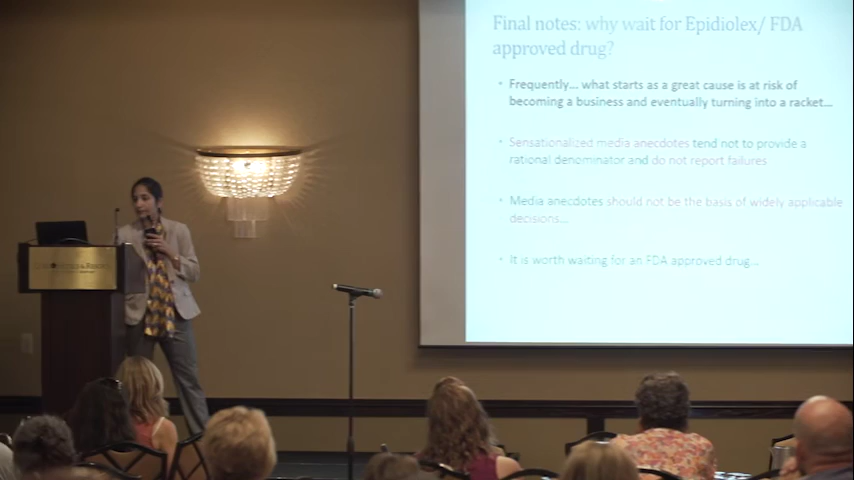 Final notes: why wait for Epidiolex/ FDA
approved drug?
• Frequently... what starts as a great cause is at risk of
becoming a business and eventually turning into a racket...
• Sensationalized media anecdotes tend not to provide a
rational denominator and do not report failures
• Media anecdotes should not be the basis of widely applicable
decisions...
• It is worth waiting for an FDA approved drug...